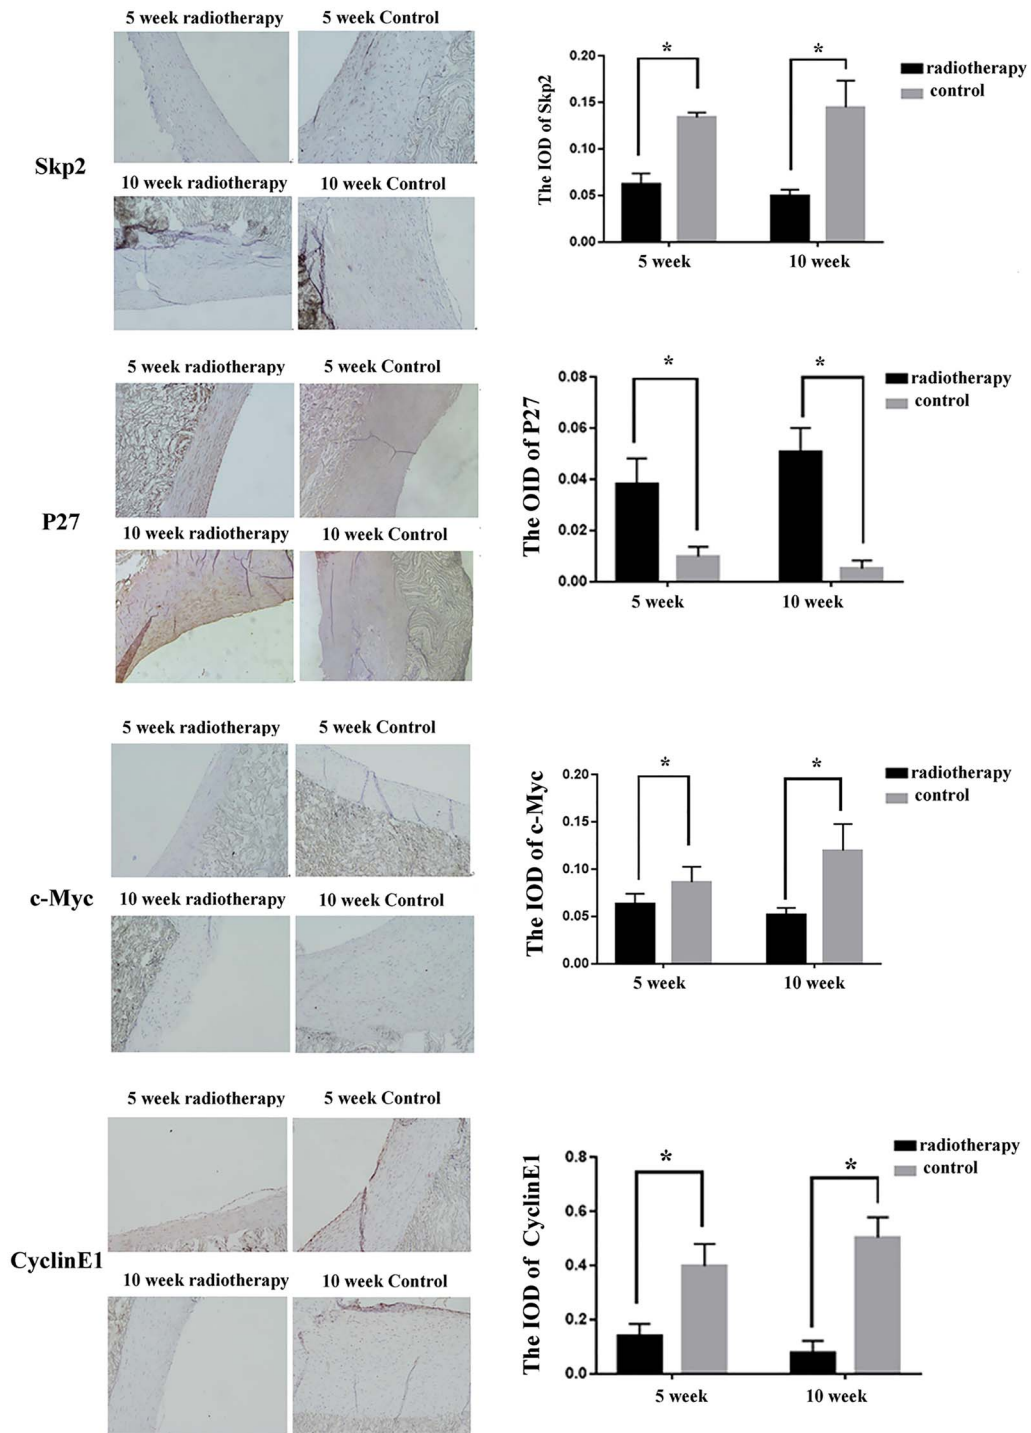 5 week radiotherapy
5 week Control
Skp2
10 week radiotherapy
10 week Control
The IOD of Skp2
0.20
0.15
0.10
0.05
0.00
*
*
radiotherapy
control
5 week
10 week
5 week radiotherapy
5 week Control
P27
10 week radiotherapy
10 week Control
The OID of P27
0.08
0.06
0.04
0.02
0.00
*
*
radiotherapy
control
5 week
10 week
5 week radiotherapy
5 week Control
c-Myc
10 week radiotherapy
10 week Control
The IOD of c-Myc
0.20
0.15
0.10
0.05
0.00
*
*
radiotherapy
control
5 week
10 week
5 week radiotherapy
5 week Control
CyclinE1
10 week radiotherapy
10 week Control
The IOD of CyclinE1
0.8
0.6
0.4
0.2
0.0
*
*
radiotherapy
control
5 week
10 week